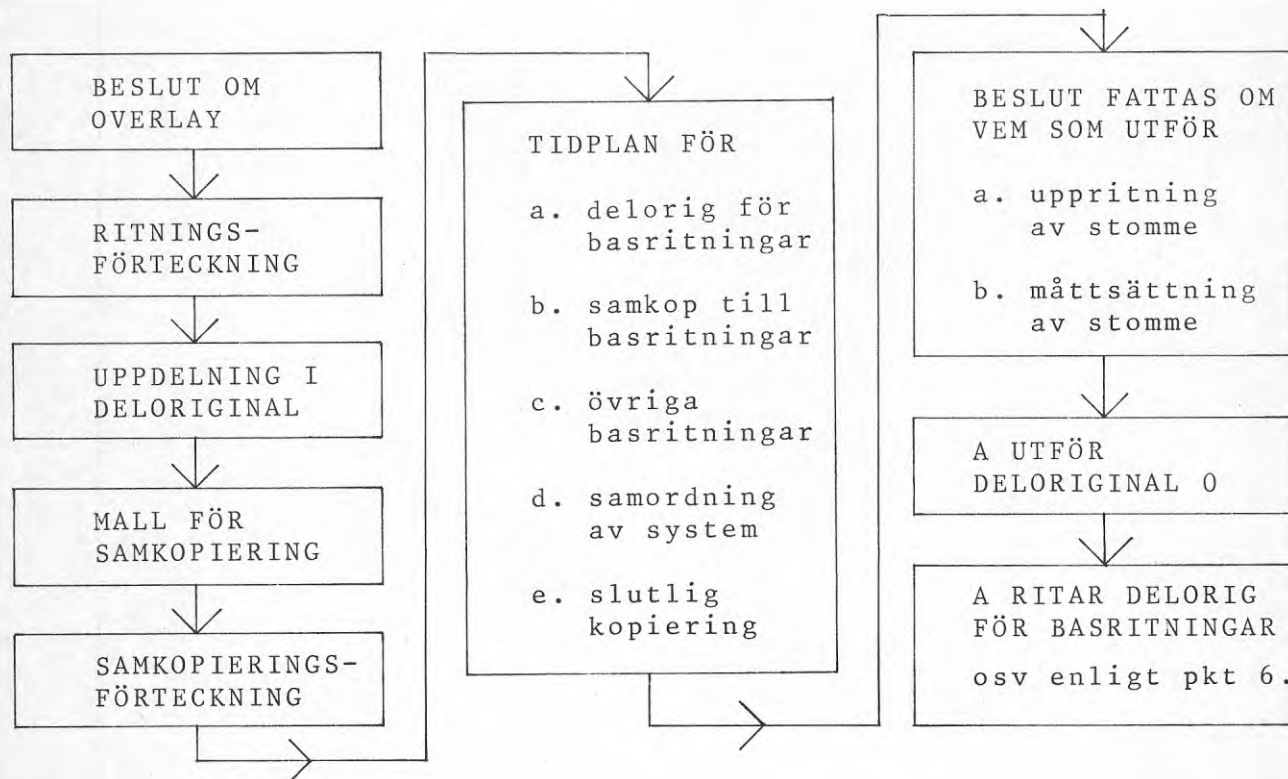 BESLUT OM
OVERLAY
RITNINGS-
FÖRTECKNING
UPPDELNING I
DELORIGINAL
MALL FÖR
SAMKOPIERING
SAMKOPIERINGS-
FÖRTECKNING
TIDPLAN FÖR
a. delorig för
basritningar
b. samkop till
basritningar
c. övriga
basritningar
d. samordning
av system
e. slutlig
kopiering
BESLUT FATTAS OM
VEM SOM UTFÖR
a. uppritning
av stomme
b. måttsättning
av stomme
A UTFÖR
DELORIGINAL 0
A RITAR DELORIG
FÖR BASRITNINGAR
osv enligt pkt 6.